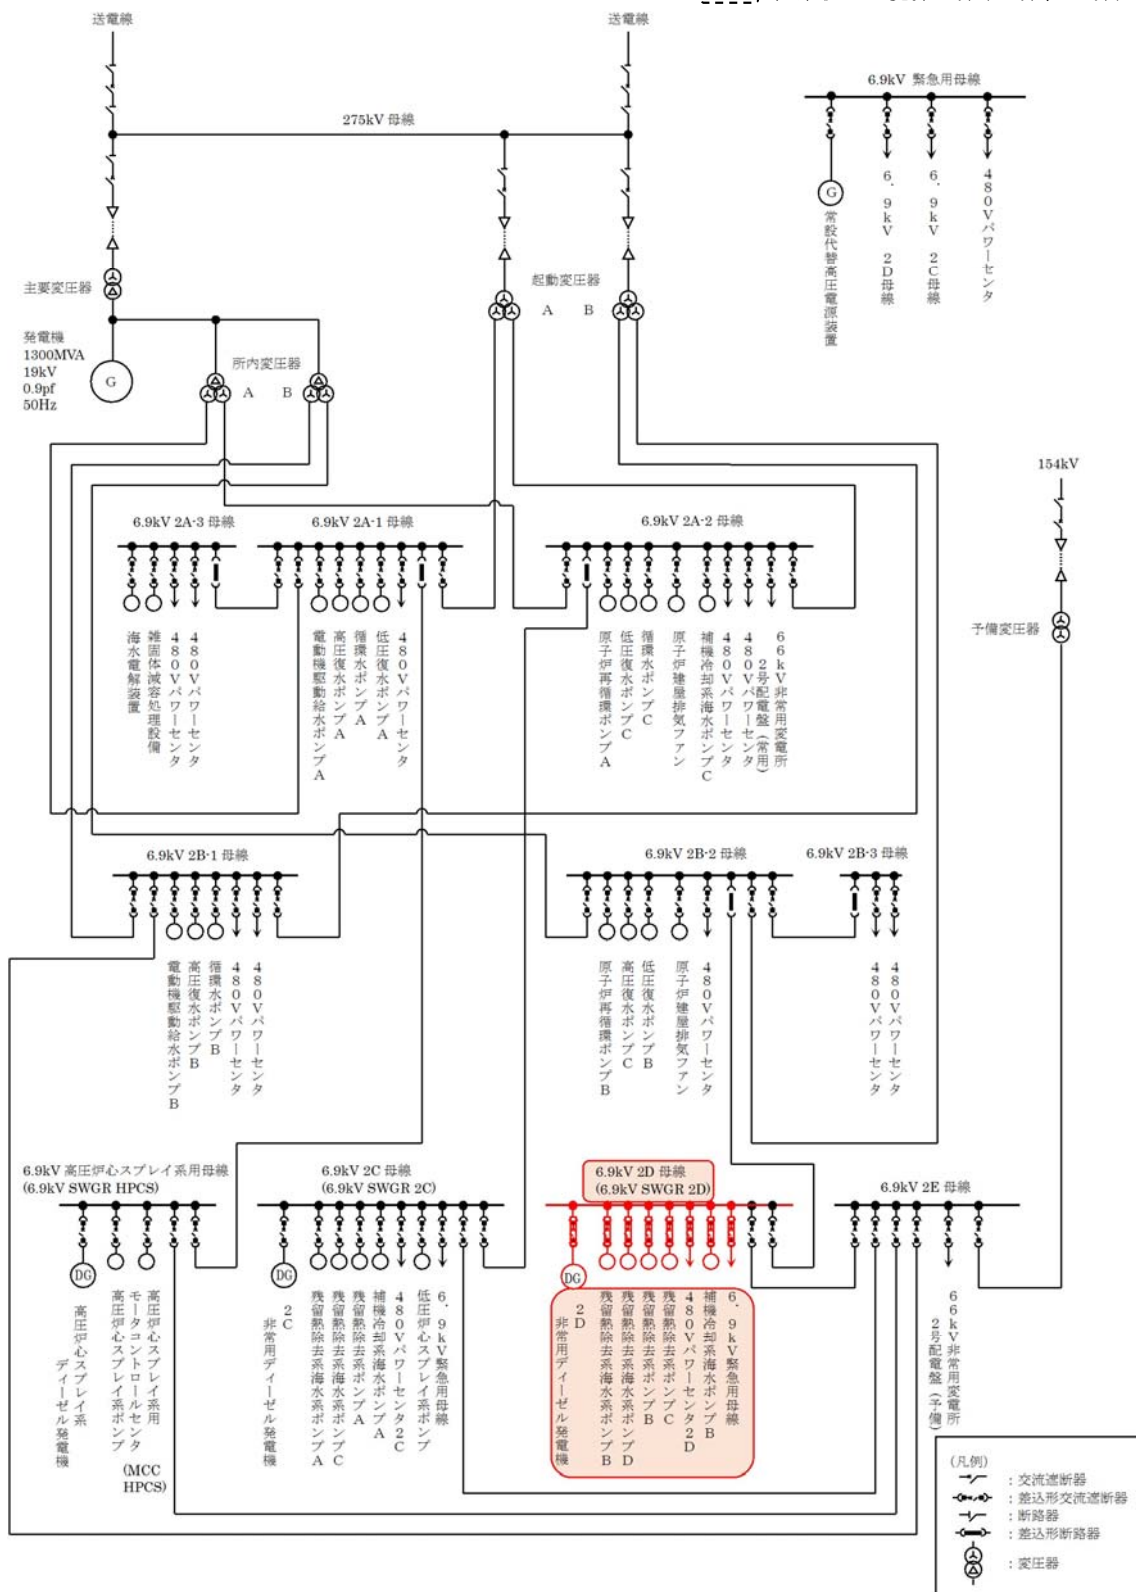 送電線
送電線
6.9kV 緊急用母線
275kV 母線
常設代替高圧電源装置
6．9kV 2D母線
6．9kV 2C母線
480Vパワーセンタ
G
主要変圧器
起動変圧器
A
B
発電機
1300MVA
19kV
0.9pf
50Hz
G
所内変圧器
A
B
154kV
予備変圧器
6.9kV 2A-3 母線
海水電解装置
雑固体減容処理設備
480Vパワーセンタ
480Vパワーセンタ
6.9kV 2A-1 母線
電動機駆動給水ポンプA
高圧復水ポンプA
循環水ポンプA
低圧復水ポンプA
480Vパワーセンタ
6.9kV 2A-2 母線
原子炉再循環ポンプA
低圧復水ポンプC
循環水ポンプC
原子炉建屋排気ファン
補機冷却系海水ポンプC
480Vパワーセンタ
480Vパワーセンタ
66kV非常用変電所
2号配電盤（常用）
6.9kV 2B-1 母線
電動機駆動給水ポンプB
高圧復水ポンプB
循環水ポンプB
480Vパワーセンタ
480Vパワーセンタ
6.9kV 2B-2 母線
原子炉再循環ポンプB
高圧復水ポンプC
低圧復水ポンプB
原子炉建屋排気ファン
480Vパワーセンタ
6.9kV 2B-3 母線
480Vパワーセンタ
480Vパワーセンタ
6.9kV 高圧炉心スプレイ系用母線
(6.9kV SWGR HPCS)
DG
高圧炉心スプレイ系
ディーゼル発電機
高圧炉心スプレイ系ポンプ
高圧炉心スプレイ系用
モータコントロールセンタ
(MCC
HPCS)
6.9kV 2C 母線
(6.9kV SWGR 2C)
DG
2C
非常用ディーゼル発電機
残留熱除去系海水系ポンプA
残留熱除去系海水系ポンプC
残留熱除去系ポンプA
補機冷却系海水ポンプA
480Vパワーセンタ2C
低圧炉心スプレイ系ポンプ
6．9kV緊急用母線
6.9kV 2D 母線
(6.9kV SWGR 2D)
DG
2D
非常用ディーゼル発電機
残留熱除去系海水系ポンプB
残留熱除去系海水系ポンプD
残留熱除去系ポンプB
残留熱除去系ポンプC
480Vパワーセンタ2D
補機冷却系海水ポンプB
6．9kV緊急用母線
6.9kV 2E 母線
66kV非常用変電所
2号配電盤（予備）
(凡例)
：交流遮断器
：差込形交流遮断器
：断路器
：差込形断路器
：変圧器